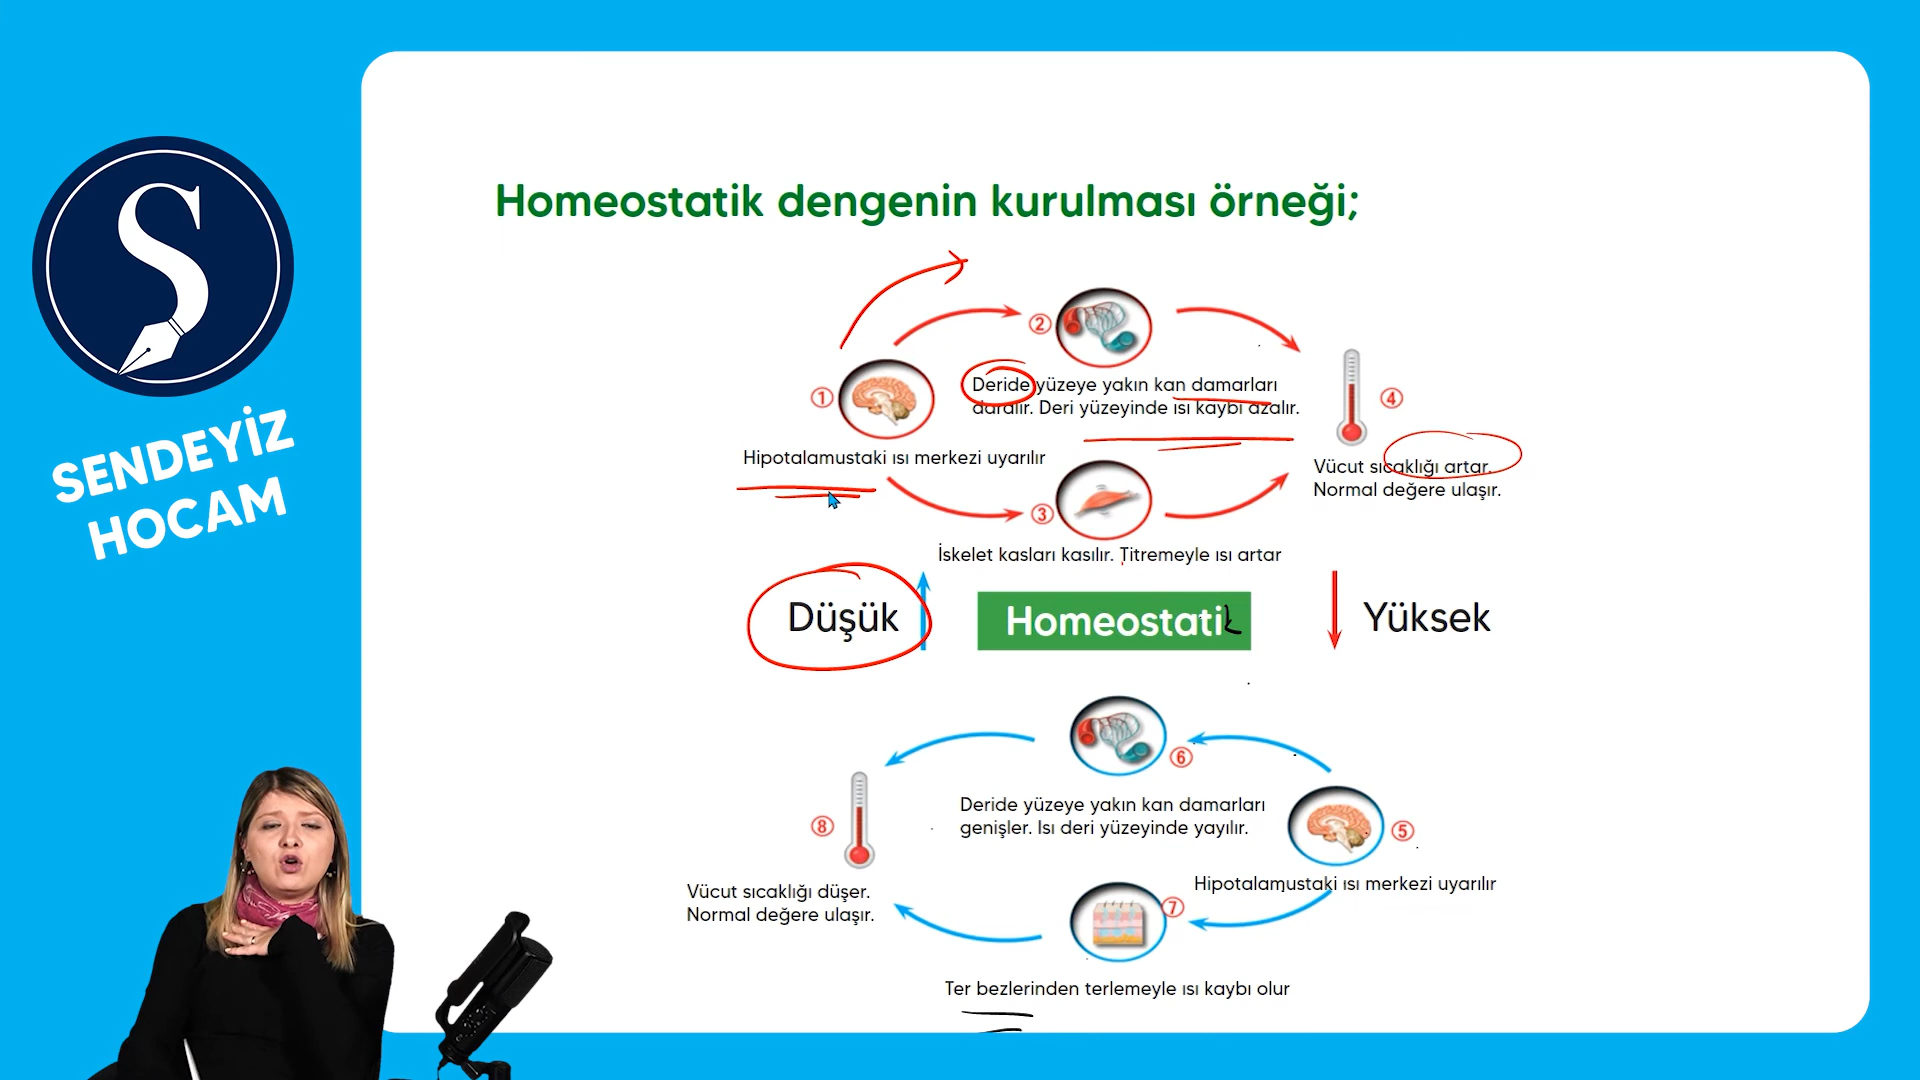 S
SENDEYİZ
HOCAM
Homeostatik dengenin kurulması örneği;
②
Deride yüzeye yakın kan damarları
daralır. Deri yüzeyinde ısı kaybı azalır.
①
Hipotalamustaki ısı merkezi uyarılır
④
Vücut sıcaklığı artar.
Normal değere ulaşır.
③
İskelet kasları kasılır. Titremeyle ısı artar
Düşük
Homeostatik
Yüksek
⑥
Deride yüzeye yakın kan damarları
genişler. Isı deri yüzeyinde yayılır.
⑤
Hipotalamustaki ısı merkezi uyarılır
⑧
Vücut sıcaklığı düşer.
Normal değere ulaşır.
⑦
Ter bezlerinden terlemeyle ısı kaybı olur